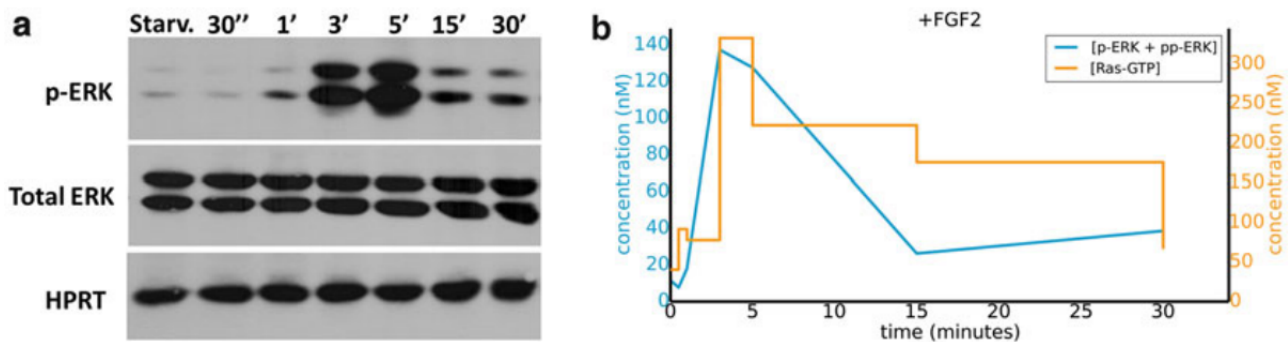 a
Starv. 30'' 1' 3' 5' 15' 30'
p-ERK
Total ERK
HPRT
b
+FGF2
[p-ERK + pp-ERK]
[Ras-GTP]
concentration (nM)
140
120
100
80
60
40
20
0
300
250
200
150
100
50
0
concentration (nM)
0 5 10 15 20 25 30
time (minutes)